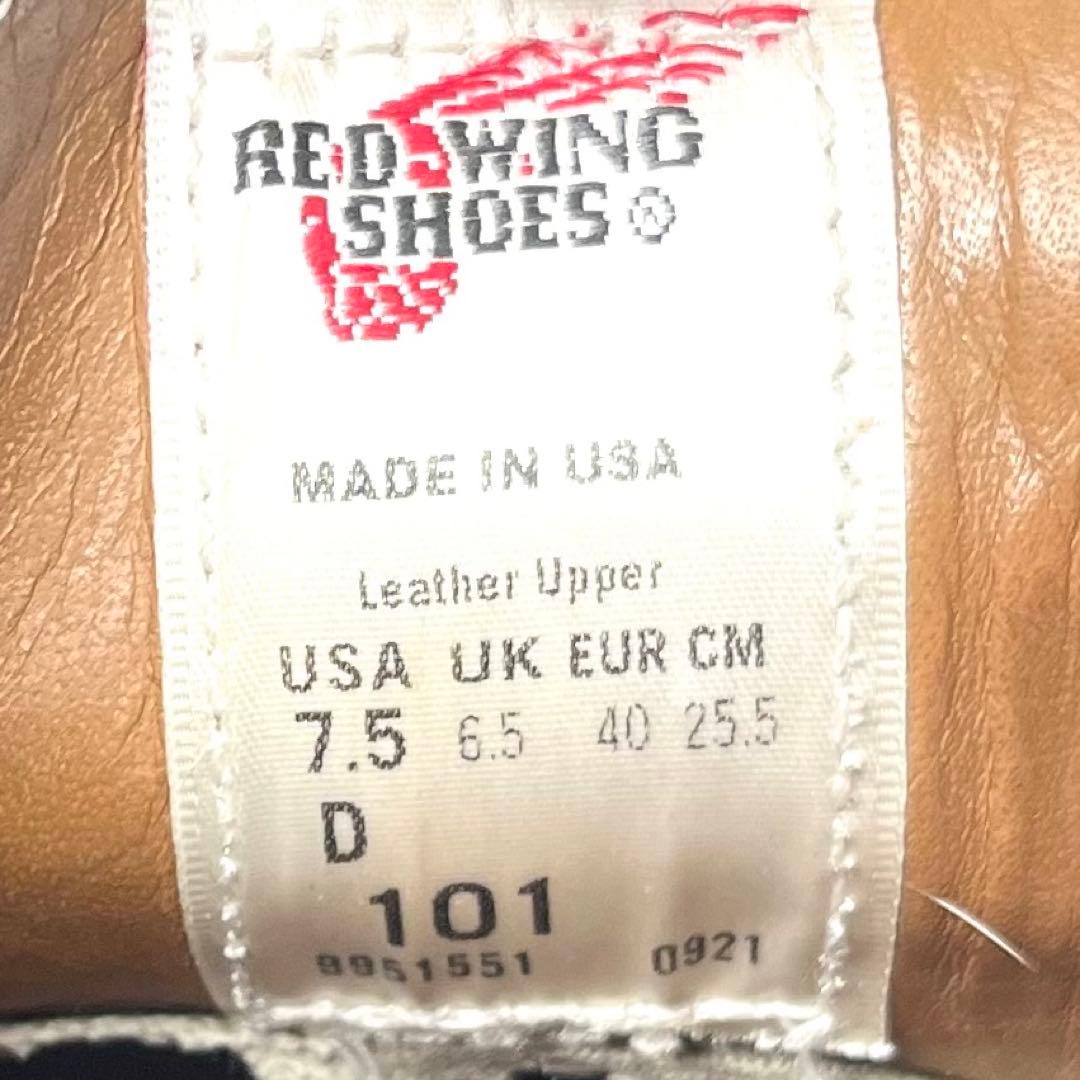 RED WING
SHOES ®
MADE IN USA
Leather Upper
USA UK EUR CM
7.5 6.5 40 25.5
D
101
9951551 0921